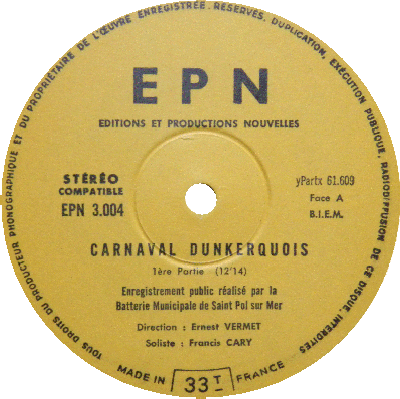 TOUS DROITS DU PRODUCTEUR PHONOGRAPHIQUE ET DU PROPRIÉTAIRE DE L'ŒUVRE ENREGISTRÉE RÉSERVÉS, DUPLICATION, EXÉCUTION PUBLIQUE, RADIODIFFUSION DE CE DISQUE INTERDITES
EPN
EDITIONS ET PRODUCTIONS NOUVELLES
STÉRÉO
COMPATIBLE
EPN 3.004
yPartx 61.609
Face A
B.I.E.M.
CARNAVAL DUNKERQUOIS
1ère Partie (12'14)
Enregistrement public réalisé par la
Batterie Municipale de Saint Pol sur Mer
Direction : Ernest VERMET
Soliste : Francis CARY
MADE IN 33 T FRANCE